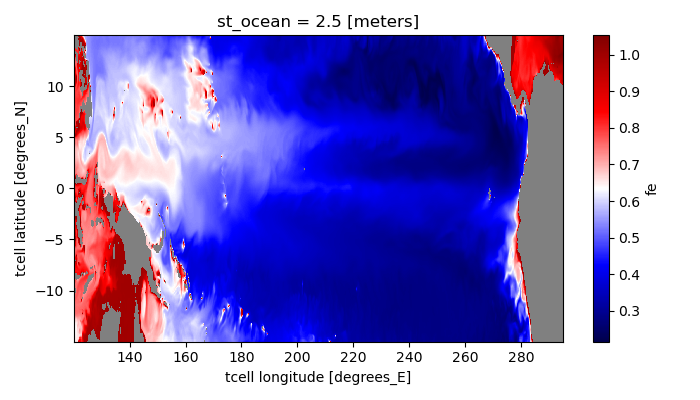 st_ocean = 2.5 [meters]
tcell latitude [degrees_N]
10
5
0
−5
−10
140 160 180 200 220 240 260 280
tcell longitude [degrees_E]
1.0
0.9
0.8
0.7
0.6
0.5
0.4
0.3
fe